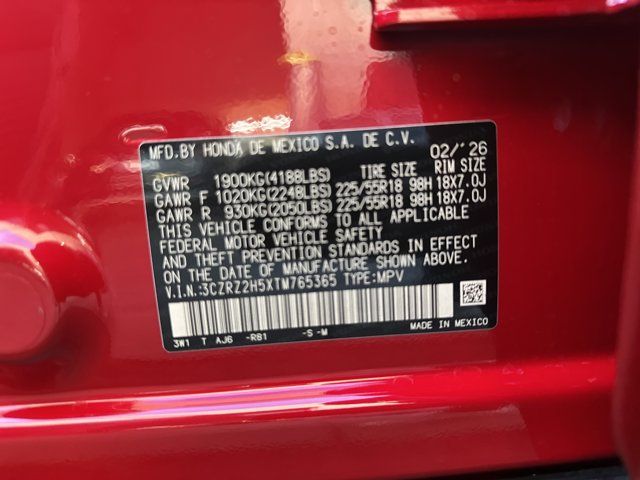 MFD.BY HONDA DE MEXICO S.A. DE C.V. 02/'26
GVWR 1900KG(4188LBS) TIRE SIZE RIM SIZE
GAWR F 1020KG(2248LBS) 225/55R18 98H 18X7.0J
GAWR R 930KG(2050LBS) 225/55R18 98H 18X7.0J
THIS VEHICLE CONFORMS TO ALL APPLICABLE
FEDERAL MOTOR VEHICLE SAFETY
AND THEFT PREVENTION STANDARDS IN EFFECT
ON THE DATE OF MANUFACTURE SHOWN ABOVE.
V.I.N.:3CZRZ2H5XTM765365 TYPE:MPV
3W1 T AJ6 -RB1 -S -M MADE IN MEXICO